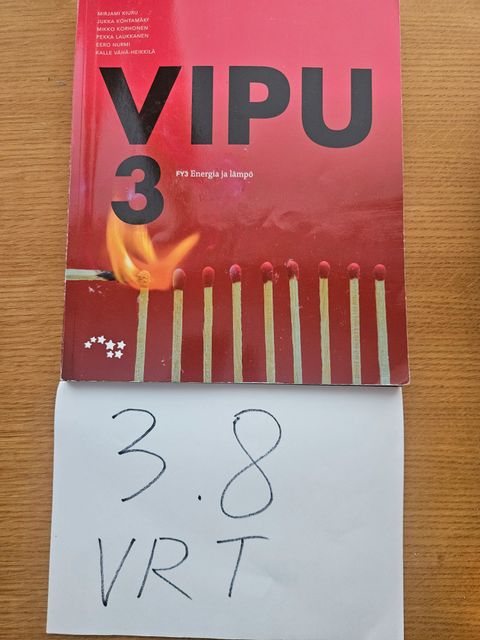 MIRJAMI KIURU
JUKKA KOHTAMÄKI
MIKKO KORHONEN
PEKKA LAUKKANEN
EERO NURMI
KALLE VÄHÄ-HEIKKILÄ
VIPU
3
FY3 Energia ja lämpö
3.8
VRT